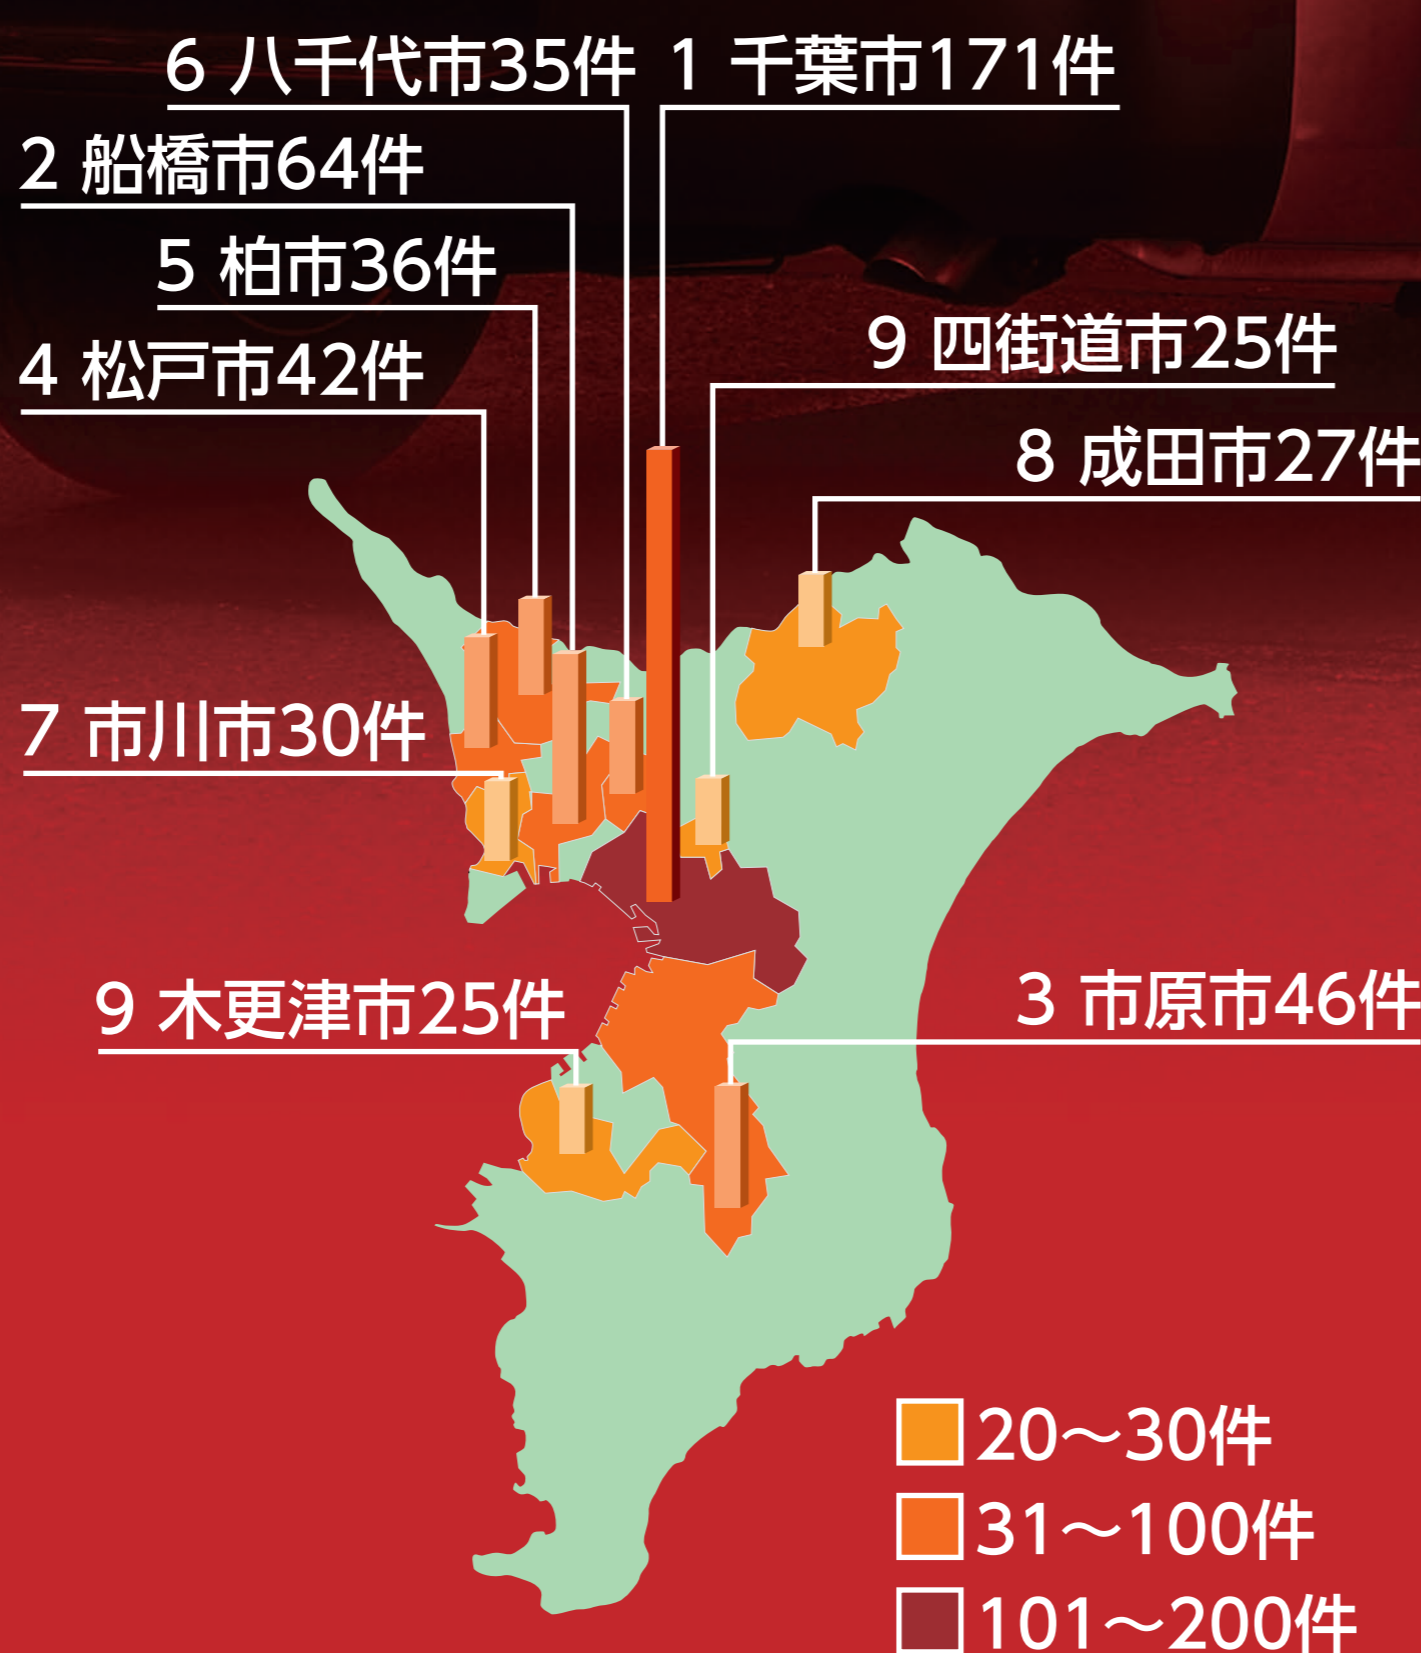 6 八千代市35件
1 千葉市171件
2 船橋市64件
5 柏市36件
4 松戸市42件
9 四街道市25件
8 成田市27件
7 市川市30件
9 木更津市25件
3 市原市46件
20〜30件
31〜100件
101〜200件